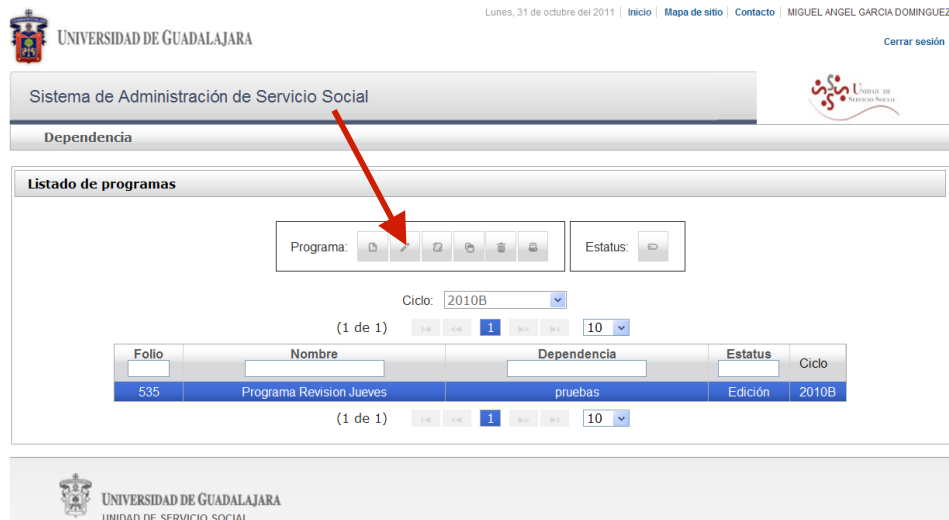 Lunes, 31 de octubre del 2011 | Inicio | Mapa de sitio | Contacto | MIGUEL ANGEL GARCIA DOMINGUEZ
UNIVERSIDAD DE GUADALAJARA
Cerrar sesión
Sistema de Administración de Servicio Social
UNIDAD DE
SERVICIO SOCIAL
Dependencia
Listado de programas
Programa: Estatus:
Ciclo: 2010B
(1 de 1) 1 10
Folio Nombre Dependencia Estatus Ciclo
535 Programa Revision Jueves pruebas Edición 2010B
(1 de 1) 1 10
UNIVERSIDAD DE GUADALAJARA
UNIDAD DE SERVICIO SOCIAL